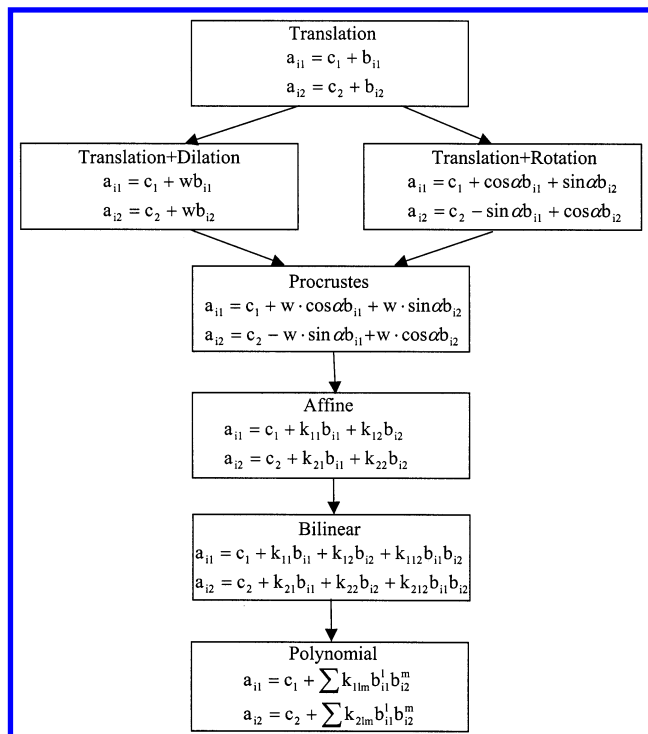 Translation
a_i1 = c_1 + b_i1
a_i2 = c_2 + b_i2
Translation+Dilation
a_i1 = c_1 + wb_i1
a_i2 = c_2 + wb_i2
Translation+Rotation
a_i1 = c_1 + cosαb_i1 + sinαb_i2
a_i2 = c_2 − sinαb_i1 + cosαb_i2
Procrustes
a_i1 = c_1 + w · cosαb_i1 + w · sinαb_i2
a_i2 = c_2 − w · sinαb_i1 + w · cosαb_i2
Affine
a_i1 = c_1 + k_11b_i1 + k_12b_i2
a_i2 = c_2 + k_21b_i1 + k_22b_i2
Bilinear
a_i1 = c_1 + k_11b_i1 + k_12b_i2 + k_112b_i1b_i2
a_i2 = c_2 + k_21b_i1 + k_22b_i2 + k_212b_i1b_i2
Polynomial
a_i1 = c_1 + ∑ k_1lm b_i1^l b_i2^m
a_i2 = c_2 + ∑ k_2lm b_i1^l b_i2^m